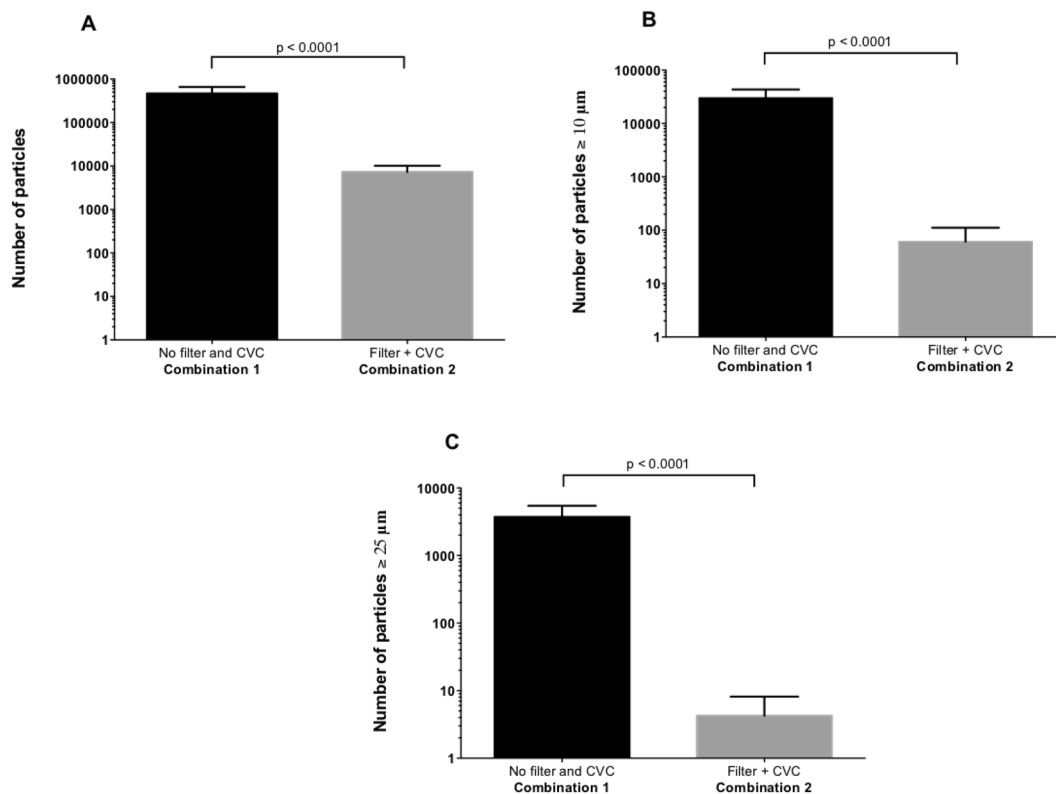 A
p < 0.0001
Number of particles
1000000
100000
10000
1000
100
10
1
No filter and CVC
Combination 1
Filter + CVC
Combination 2
B
p < 0.0001
Number of particles ≥ 10 μm
100000
10000
1000
100
10
1
No filter and CVC
Combination 1
Filter + CVC
Combination 2
C
p < 0.0001
Number of particles ≥ 25 μm
10000
1000
100
10
1
No filter and CVC
Combination 1
Filter + CVC
Combination 2